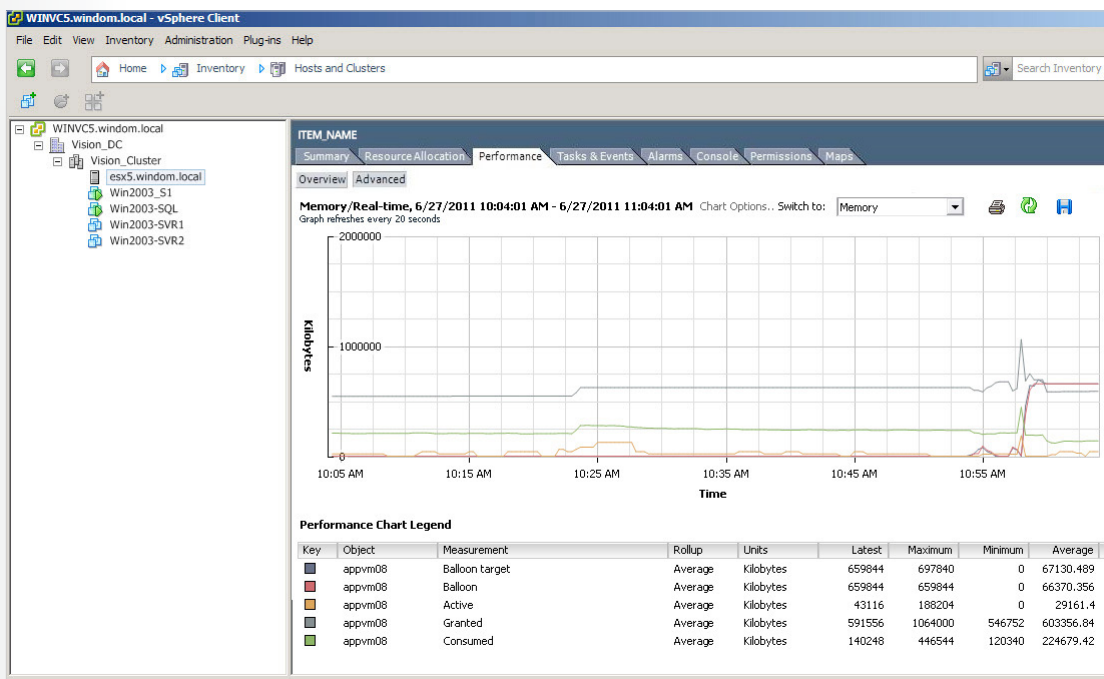 WINVC5.windom.local - vSphere Client
File Edit View Inventory Administration Plug-ins Help
Home Inventory Hosts and Clusters Search Inventory
WINVC5.windom.local
Vision_DC
Vision_Cluster
esx5.windom.local
Win2003_S1
Win2003-SQL
Win2003-SVR1
Win2003-SVR2
ITEM_NAME
Summary Resource Allocation Performance Tasks & Events Alarms Console Permissions Maps
Overview Advanced
Memory/Real-time, 6/27/2011 10:04:01 AM - 6/27/2011 11:04:01 AM Chart Options.. Switch to: Memory
Graph refreshes every 20 seconds
2000000
1000000
0
Kilobytes
10:05 AM 10:15 AM 10:25 AM 10:35 AM 10:45 AM 10:55 AM
Time
Performance Chart Legend
Key Object Measurement Rollup Units Latest Maximum Minimum Average
appvm08 Balloon target Average Kilobytes 659844 697840 0 67130.489
appvm08 Balloon Average Kilobytes 659844 659844 0 66370.356
appvm08 Active Average Kilobytes 43116 188204 0 29161.4
appvm08 Granted Average Kilobytes 591556 1064000 546752 603356.84
appvm08 Consumed Average Kilobytes 140248 446544 120340 224679.42